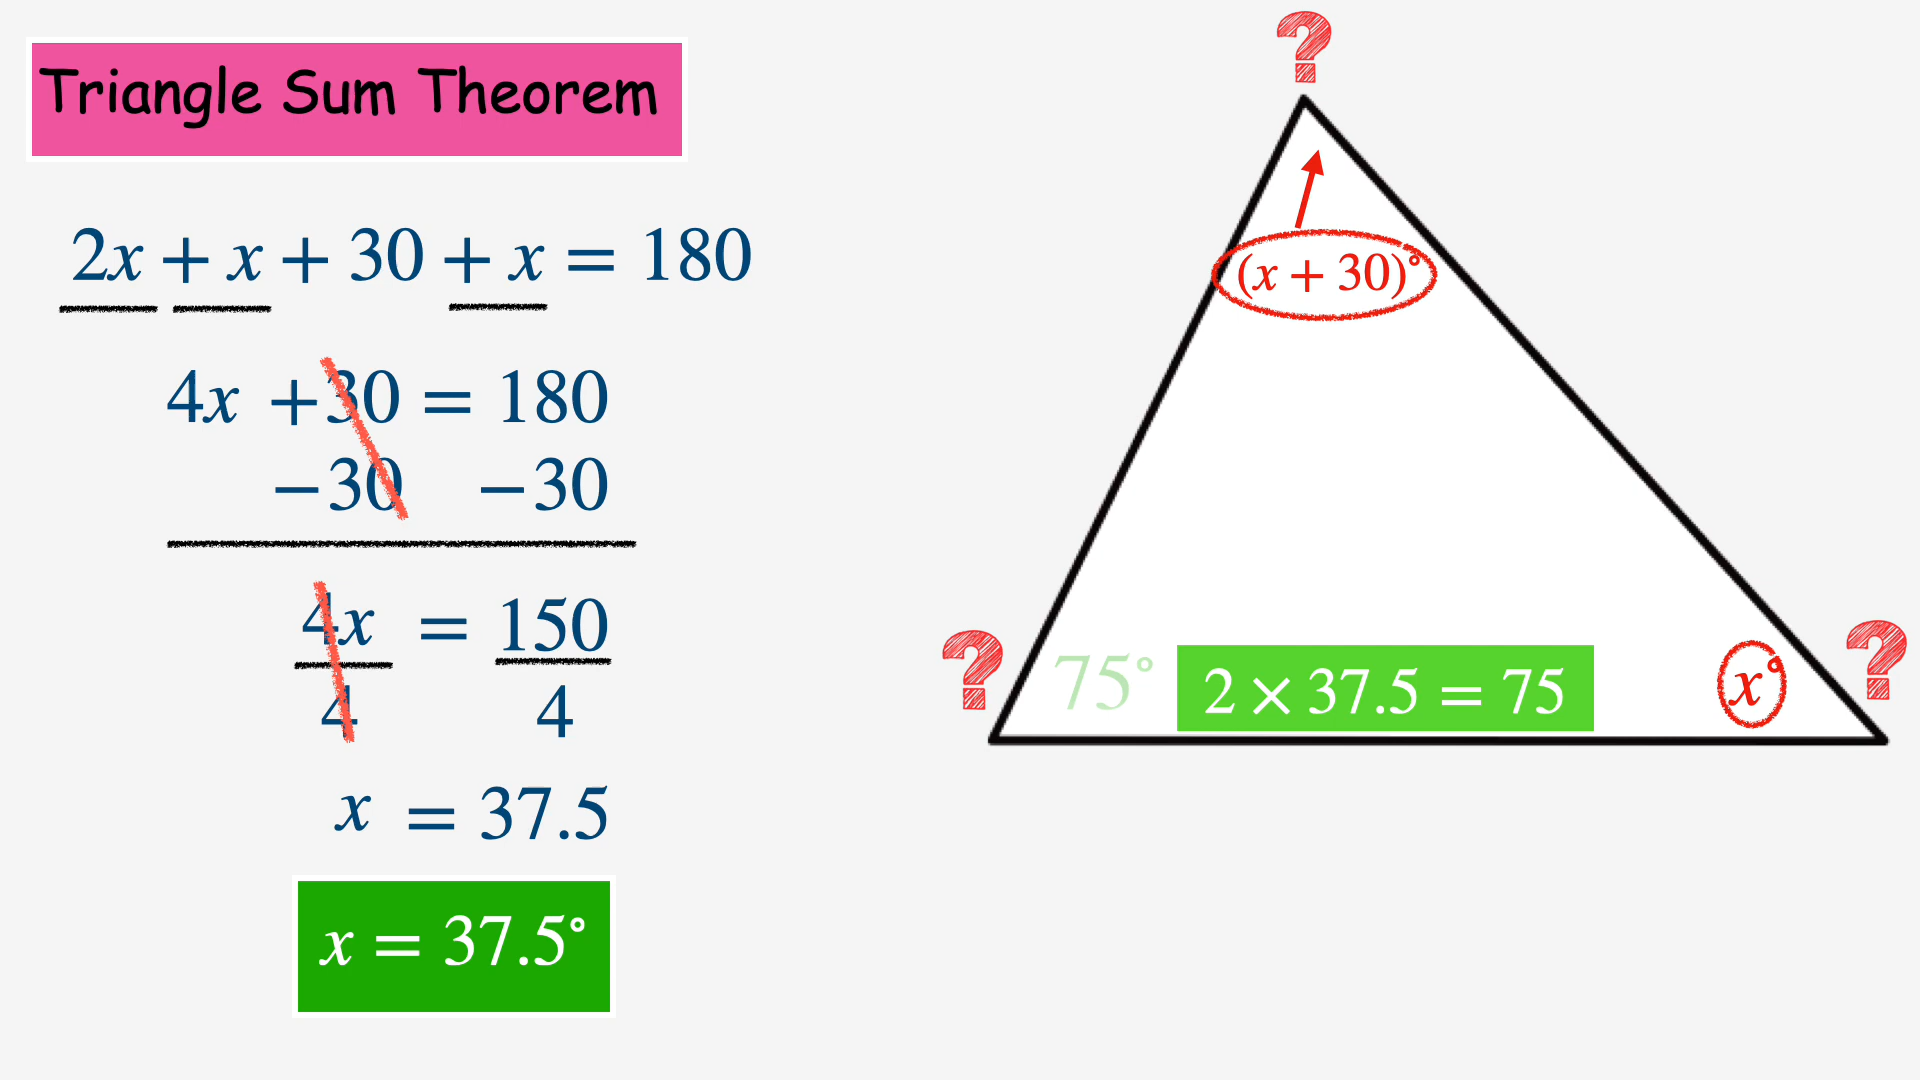 Triangle Sum Theorem
2x + x + 30 + x = 180
4x + 30 = 180
−30 −30
4x = 150
4 4
x = 37.5
x = 37.5°
?
(x + 30)°
? 75° 2 × 37.5 = 75 x° ?